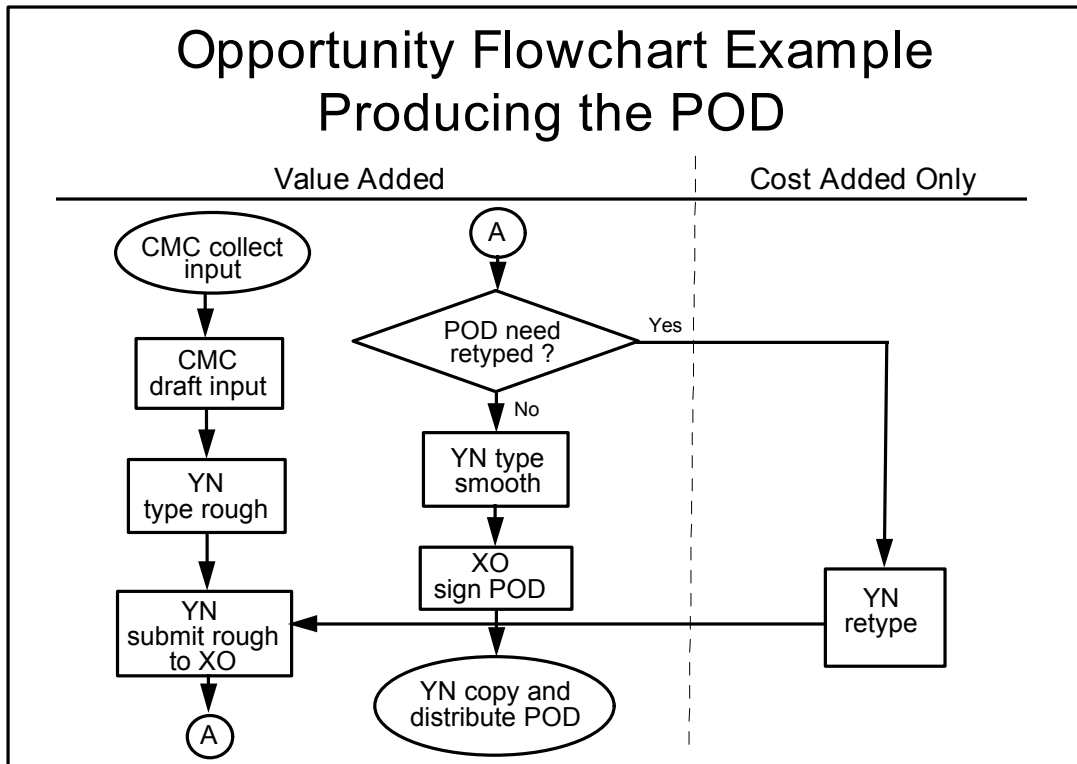 Opportunity Flowchart Example
Producing the POD
Value Added
Cost Added Only
CMC collect
input
CMC
draft input
YN
type rough
YN
submit rough
to XO
A
A
POD need
retyped ?
Yes
No
YN type
smooth
XO
sign POD
YN copy and
distribute POD
YN
retype